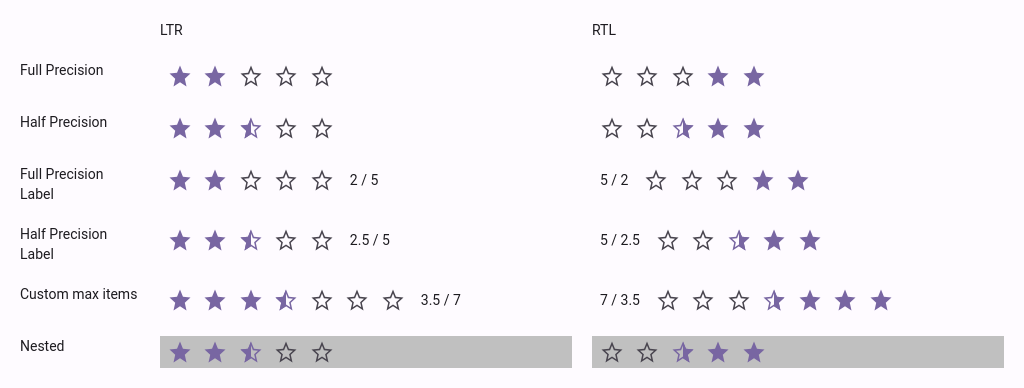 LTR
RTL
Full Precision
Half Precision
Full Precision
Label
2 / 5
5 / 2
Half Precision
Label
2.5 / 5
5 / 2.5
Custom max items
3.5 / 7
7 / 3.5
Nested